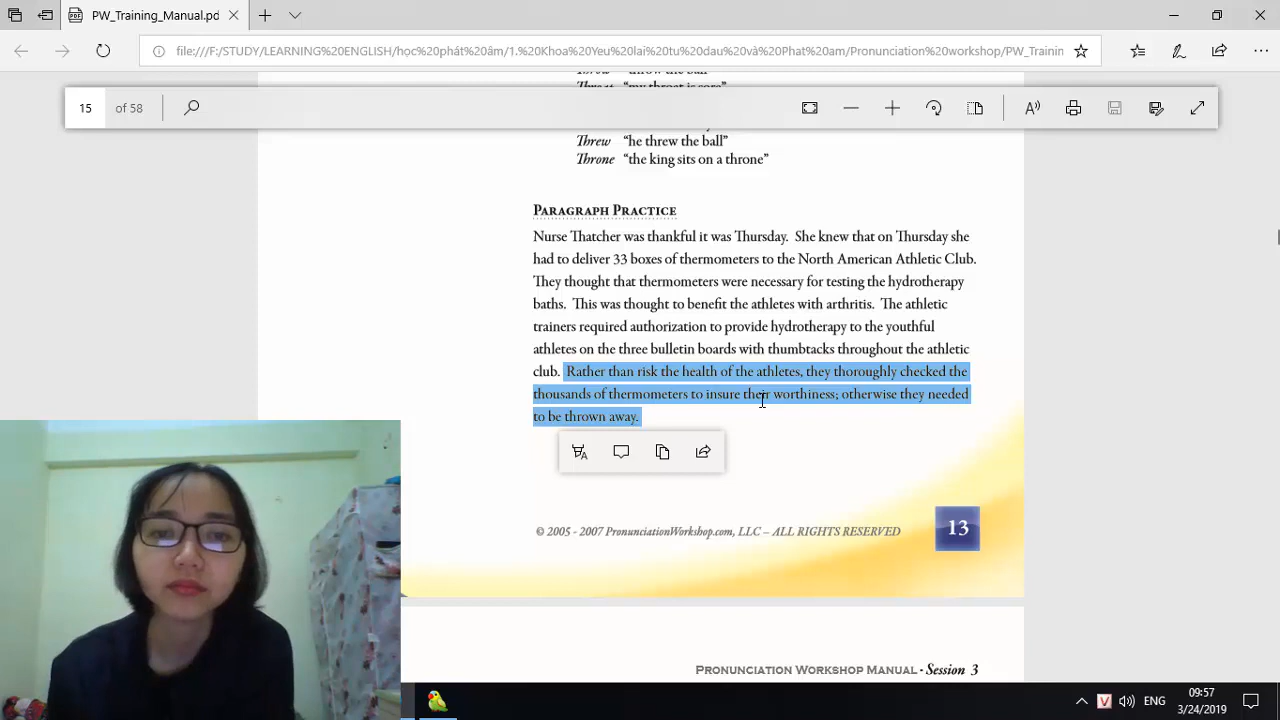 PW_Training
file:///F:/STUDY/LEARNING%20ENGLISH/học%20phát%20âm/1.%20Khoa%20Yeu%20lai%20tu%20dau%20và%20Phat%20am/Pronunciation%20workshop/PW_Trainin
15 of 58
Threw "he threw the ball"
Throne "the king sits on a throne"
Paragraph Practice
Nurse Thatcher was thankful it was Thursday. She knew that on Thursday she
had to deliver 33 boxes of thermometers to the North American Athletic Club.
They thought that thermometers were necessary for testing the hydrotherapy
baths. This was thought to benefit the athletes with arthritis. The athletic
trainers required authorization to provide hydrotherapy to the youthful
athletes on the three bulletin boards with thumbtacks throughout the athletic
club. Rather than risk the health of the athletes, they thoroughly checked the
thousands of thermometers to insure their worthiness; otherwise they needed
to be thrown away.
© 2005 - 2007 PronunciationWorkshop.com, LLC – ALL RIGHTS RESERVED
13
Pronunciation Workshop Manual · Session 3
V ENG
09:57
3/24/2019